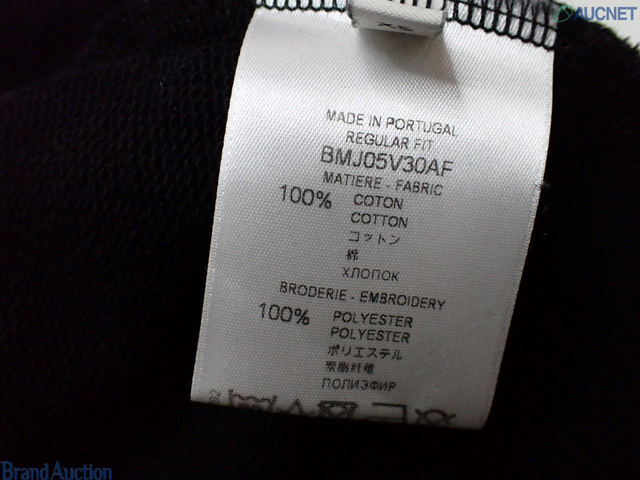 AUCNET
XS
MADE IN PORTUGAL
REGULAR FIT
BMJ05V30AF
MATIERE - FABRIC
100% COTON
COTTON
コットン
棉
ХЛОПОК
BRODERIE - EMBROIDERY
100% POLYESTER
POLYESTER
ポリエステル
聚脂纤维
ПОЛИЭФИР
Brand Auction